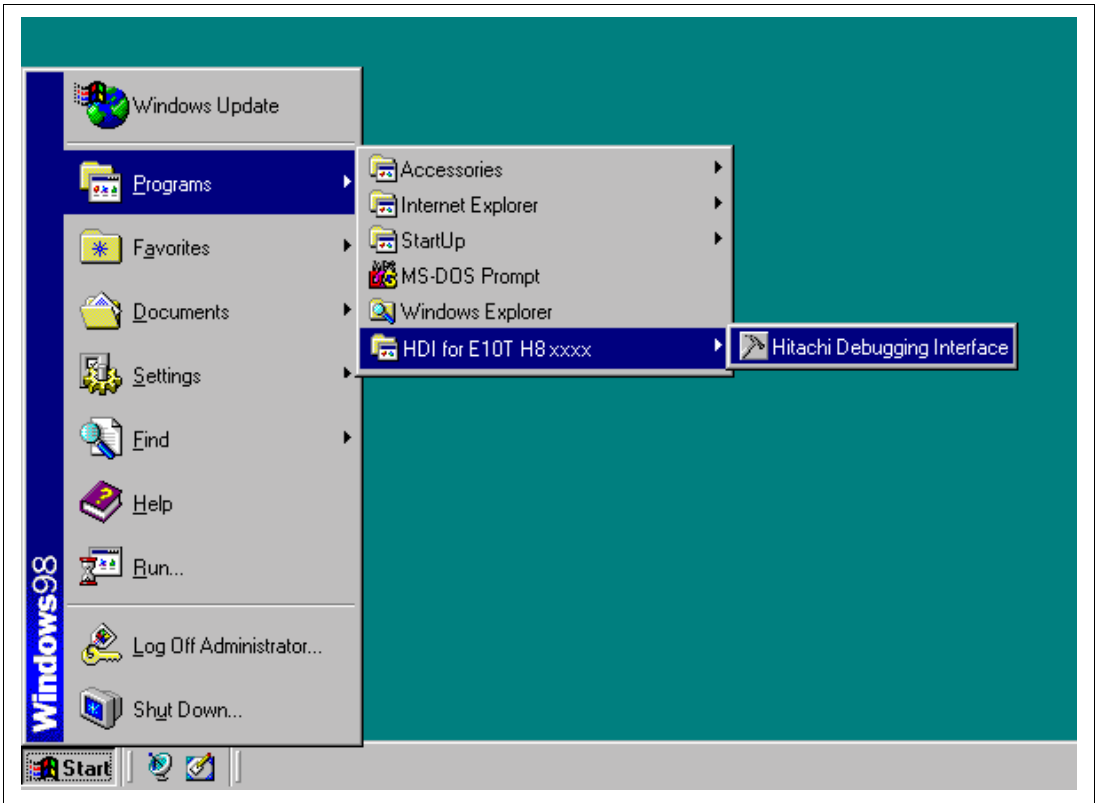 Windows Update
Programs
Favorites
Documents
Settings
Find
Help
Run...
Log Off Administrator...
Shut Down...
Windows98
Start
Accessories
Internet Explorer
StartUp
MS-DOS Prompt
Windows Explorer
HDI for E10T H8 xxxx
Hitachi Debugging Interface